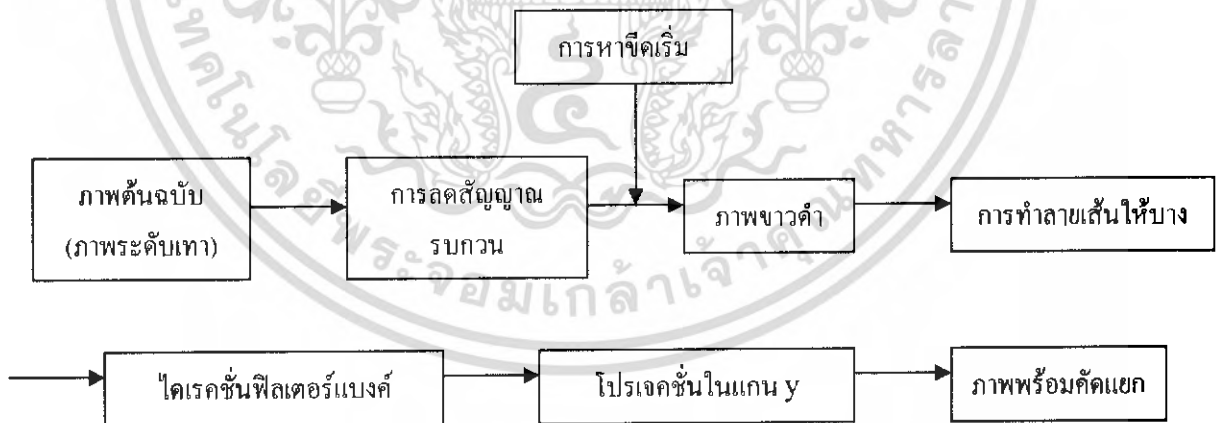 การหาขีดเริ่ม
ภาพต้นฉบับ
(ภาพระดับเทา)
การลดสัญญาณ
รบกวน
ภาพขาวดำ
การทำลายเส้นให้บาง
ไดเรคชั่นฟิลเตอร์แบงค์
โปรเจคชั่นในแกน y
ภาพพร้อมคัดแยก